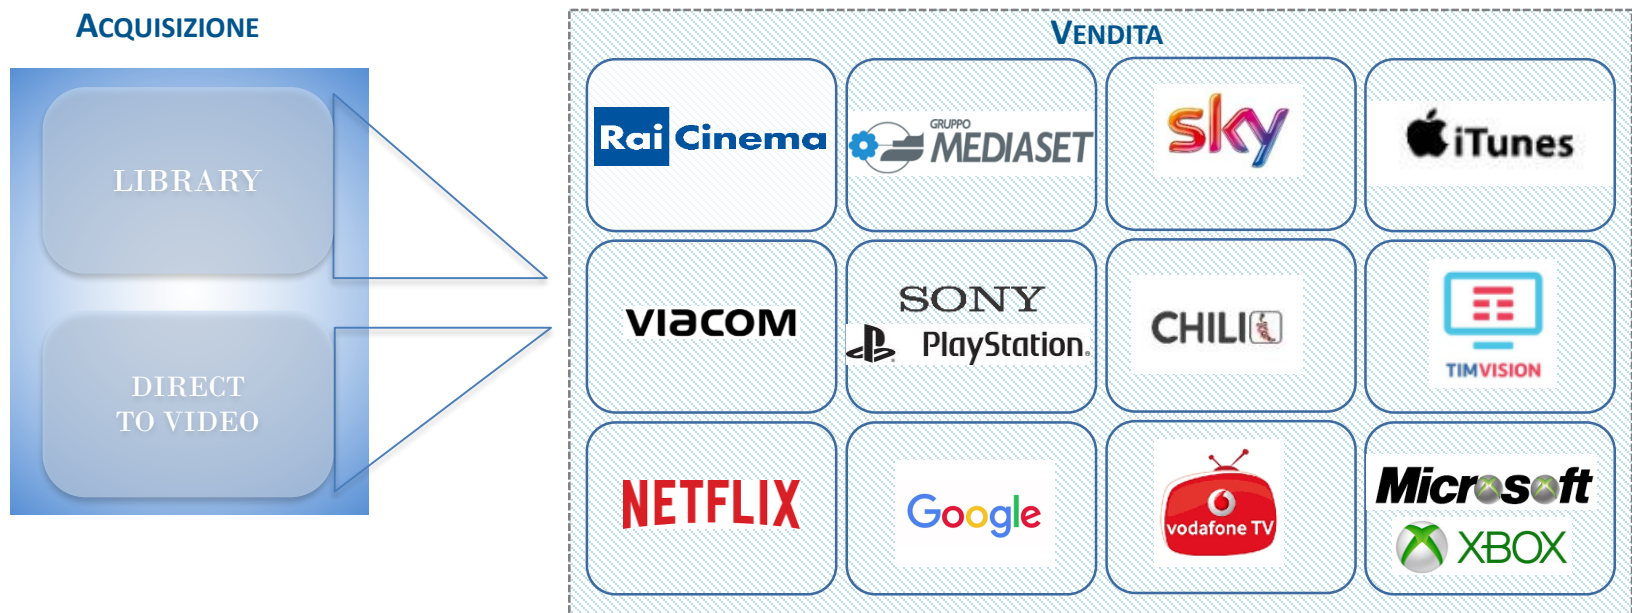 ACQUISIZIONE
LIBRARY
DIRECT
TO VIDEO
VENDITA
Rai Cinema
GRUPPO
MEDIASET
sky
iTunes
VIACOM
SONY
PlayStation.
CHILI
TIMVISION
NETFLIX
Google
vodafone TV
Microsoft
XBOX